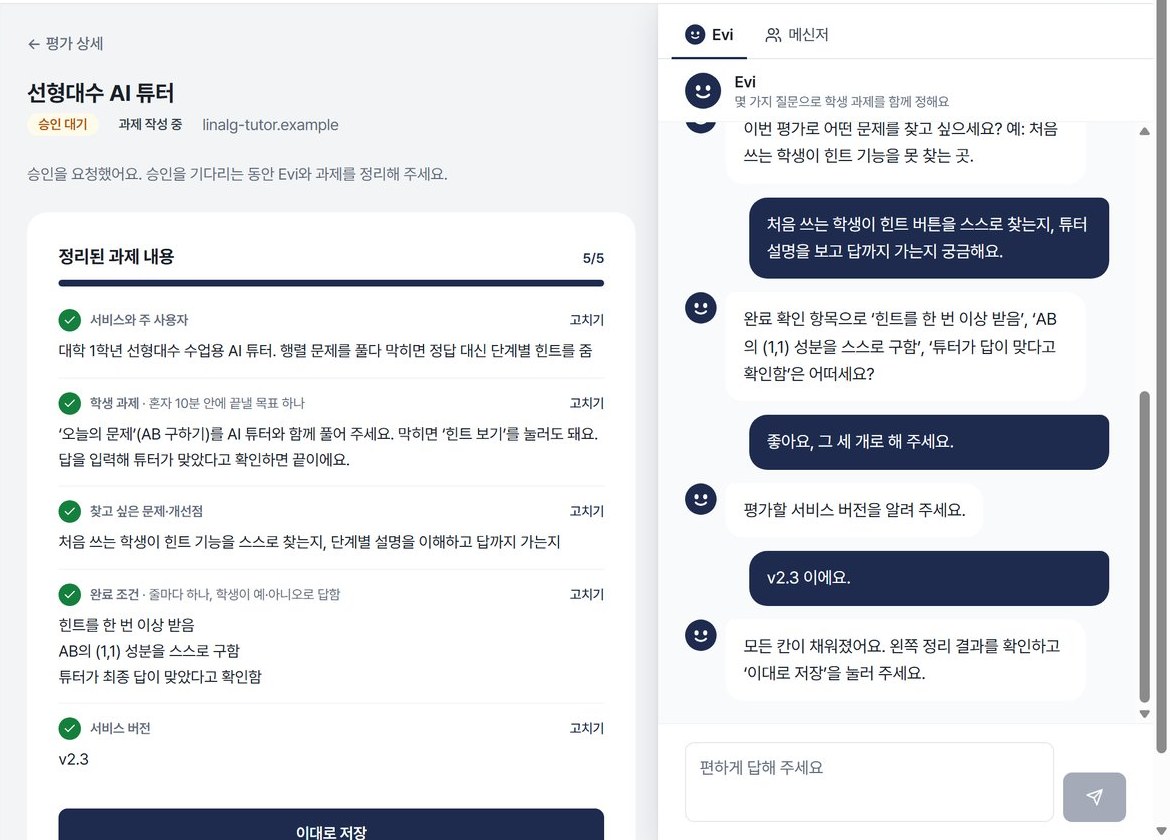 ← 평가 상세
선형대수 AI 튜터
승인 대기 과제 작성 중 linalg-tutor.example
승인을 요청했어요. 승인을 기다리는 동안 Evi와 과제를 정리해 주세요.
정리된 과제 내용 5/5
서비스와 주 사용자 고치기
대학 1학년 선형대수 수업용 AI 튜터. 행렬 문제를 풀다 막히면 정답 대신 단계별 힌트를 줌
학생 과제 · 혼자 10분 안에 끝낼 목표 하나 고치기
‘오늘의 문제’(AB 구하기)를 AI 튜터와 함께 풀어 주세요. 막히면 ‘힌트 보기’를 눌러도 돼요.
답을 입력해 튜터가 맞았다고 확인하면 끝이에요.
찾고 싶은 문제·개선점 고치기
처음 쓰는 학생이 힌트 기능을 스스로 찾는지, 단계별 설명을 이해하고 답까지 가는지
완료 조건 · 줄마다 하나, 학생이 예·아니오로 답함 고치기
힌트를 한 번 이상 받음
AB의 (1,1) 성분을 스스로 구함
튜터가 최종 답이 맞았다고 확인함
서비스 버전 고치기
v2.3
이대로 저장
Evi 메신저
Evi
몇 가지 질문으로 학생 과제를 함께 정해요
이번 평가로 어떤 문제를 찾고 싶으세요? 예: 처음
쓰는 학생이 힌트 기능을 못 찾는 곳.
처음 쓰는 학생이 힌트 버튼을 스스로 찾는지, 튜터
설명을 보고 답까지 가는지 궁금해요.
완료 확인 항목으로 ‘힌트를 한 번 이상 받음’, ‘AB
의 (1,1) 성분을 스스로 구함’, ‘튜터가 답이 맞다고
확인함’은 어떠세요?
좋아요, 그 세 개로 해 주세요.
평가할 서비스 버전을 알려 주세요.
v2.3 이에요.
모든 칸이 채워졌어요. 왼쪽 정리 결과를 확인하고
‘이대로 저장’을 눌러 주세요.
편하게 답해 주세요